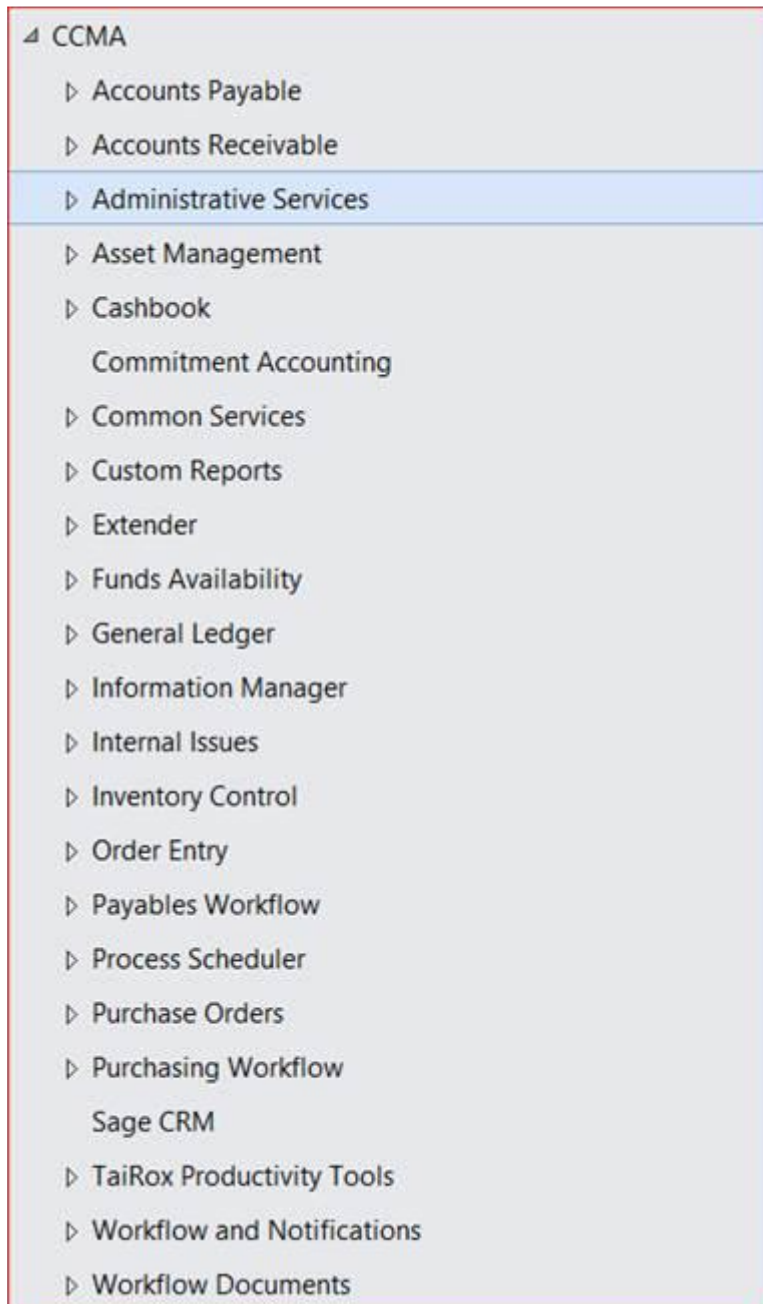 CCMA
Accounts Payable
Accounts Receivable
Administrative Services
Asset Management
Cashbook
Commitment Accounting
Common Services
Custom Reports
Extender
Funds Availability
General Ledger
Information Manager
Internal Issues
Inventory Control
Order Entry
Payables Workflow
Process Scheduler
Purchase Orders
Purchasing Workflow
Sage CRM
TaiRox Productivity Tools
Workflow and Notifications
Workflow Documents